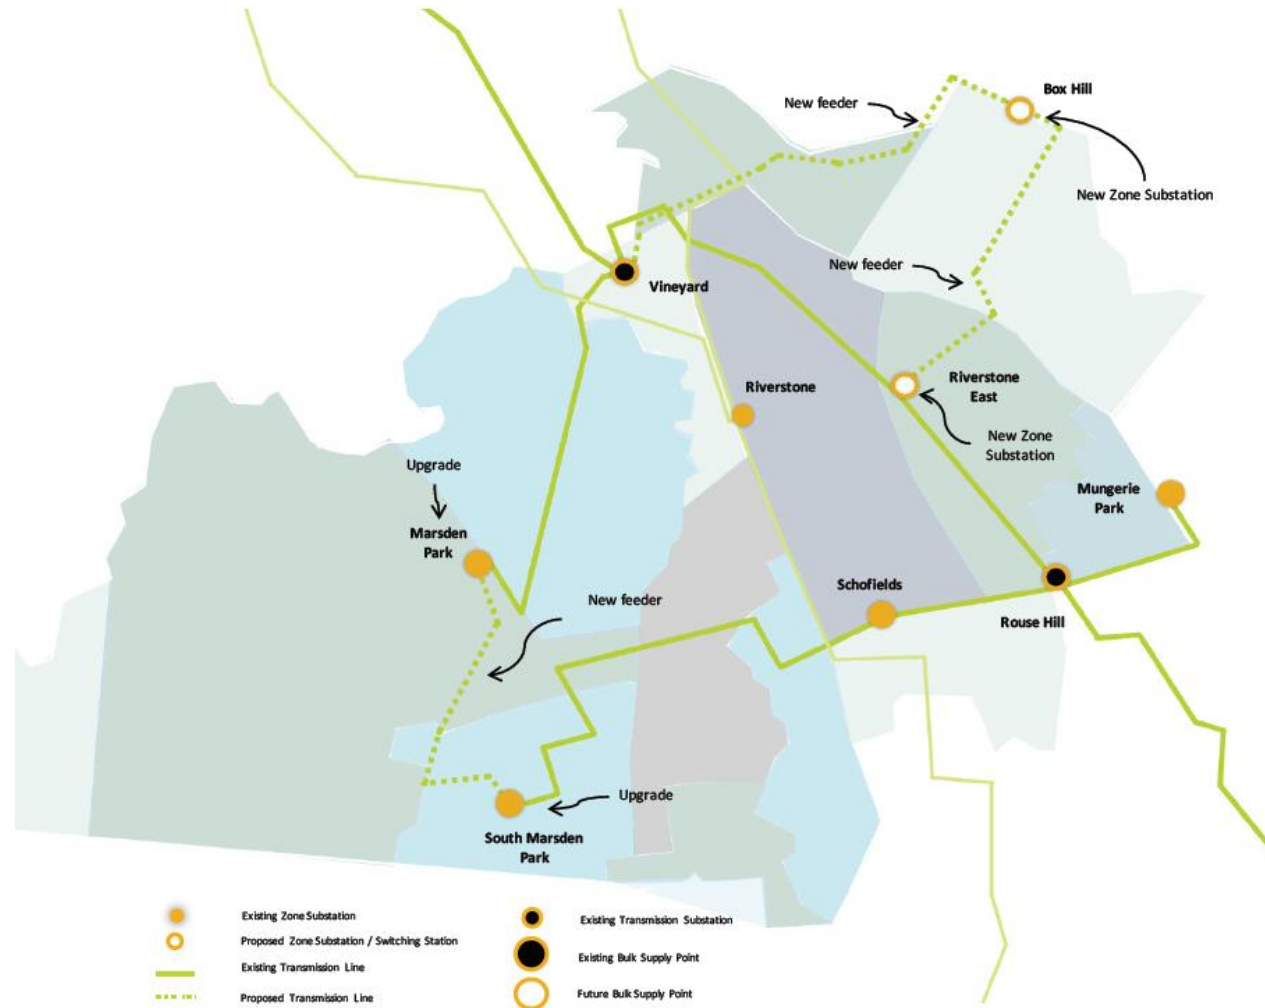 Box Hill
New feeder
New Zone Substation
New feeder
Vineyard
Riverstone
Riverstone
East
New Zone
Substation
Upgrade
Mungerie
Park
Marsden
Park
New feeder
Schofields
Rouse Hill
Upgrade
South Marsden
Park
Existing Zone Substation
Proposed Zone Substation / Switching Station
Existing Transmission Line
Proposed Transmission Line
Existing Transmission Substation
Existing Bulk Supply Point
Future Bulk Supply Point